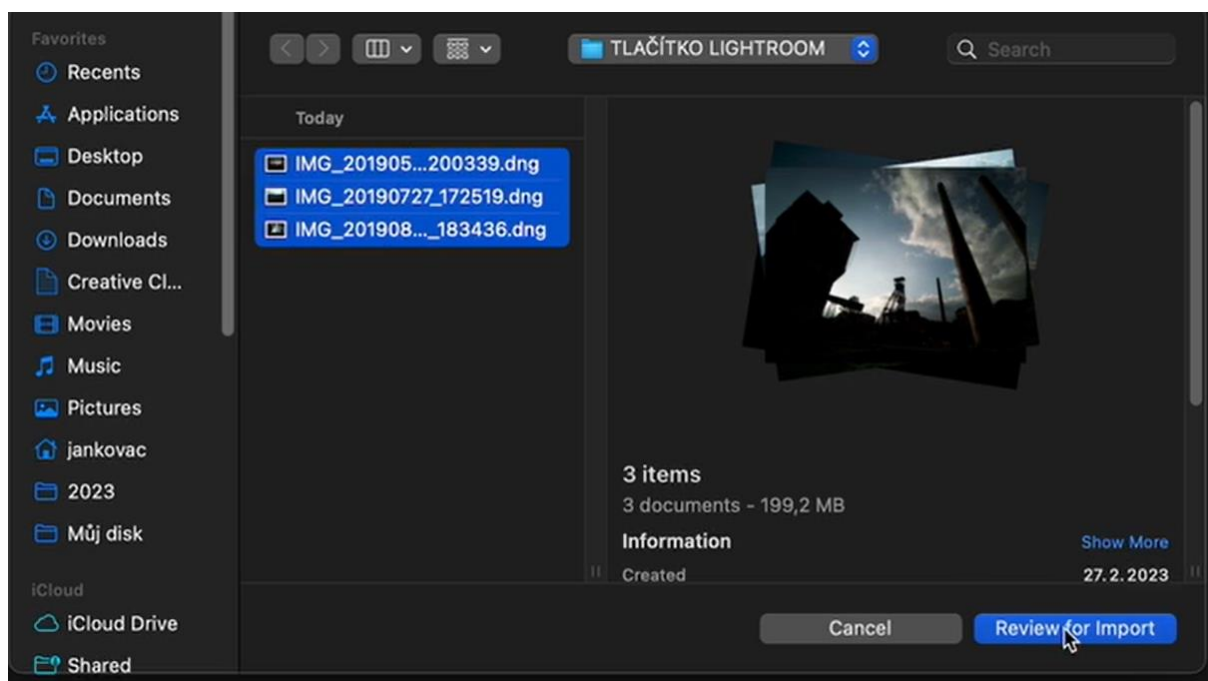 Favorites
Recents
Applications
Desktop
Documents
Downloads
Creative Cl...
Movies
Music
Pictures
jankovac
2023
Můj disk
iCloud
iCloud Drive
Shared
TLAČÍTKO LIGHTROOM
Search
Today
IMG_201905...200339.dng
IMG_20190727_172519.dng
IMG_201908..._183436.dng
3 items
3 documents - 199,2 MB
Information
Show More
Created
27. 2. 2023
Cancel
Review for Import